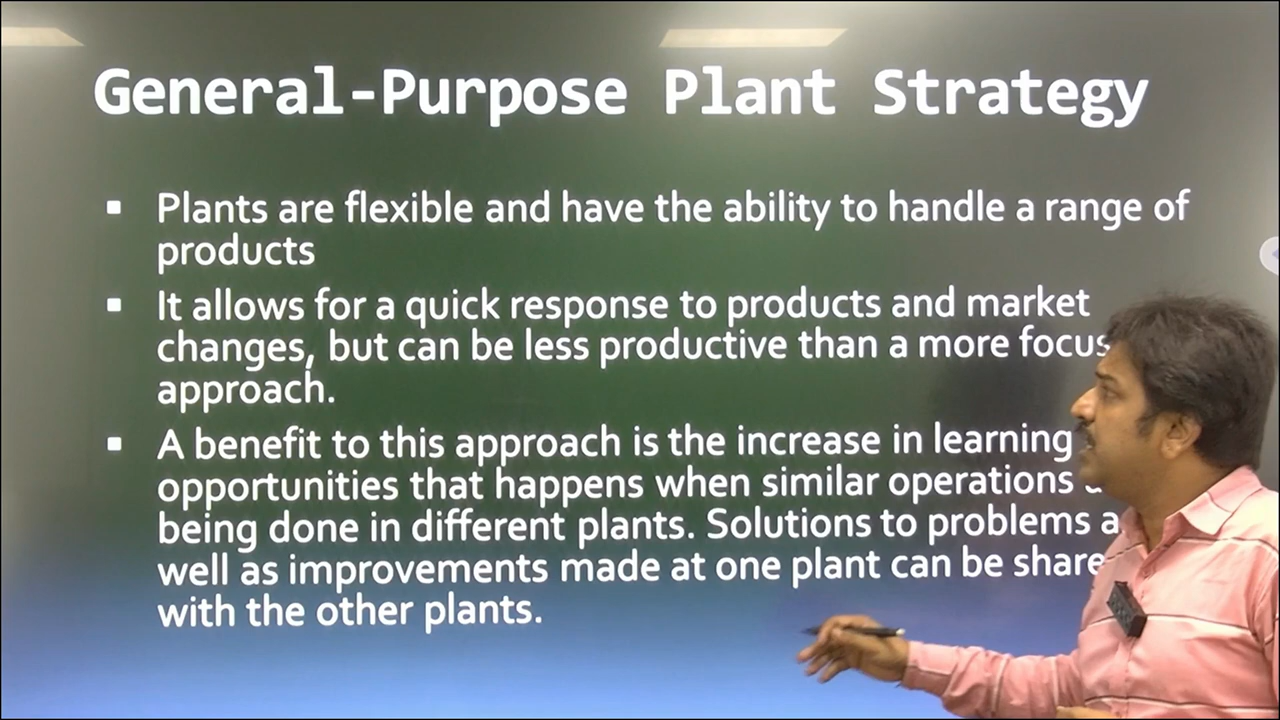 General-Purpose Plant Strategy
▪ Plants are flexible and have the ability to handle a range of
products
▪ It allows for a quick response to products and market
changes, but can be less productive than a more
approach.
▪ A benefit to this approach is the increase in learning
opportunities that happens when similar operations
being done in different plants. Solutions to problems
well as improvements made at one plant can be
with the other plants.